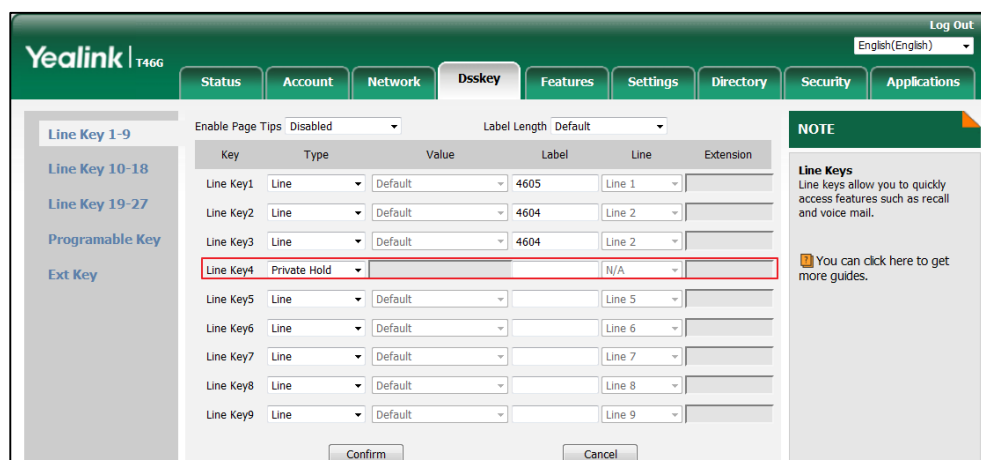 Log Out
Yealink T46G
English(English)
Status Account Network Dsskey Features Settings Directory Security Applications
Line Key 1-9
Line Key 10-18
Line Key 19-27
Programable Key
Ext Key
Enable Page Tips Disabled Label Length Default
Key Type Value Label Line Extension
Line Key1 Line Default 4605 Line 1
Line Key2 Line Default 4604 Line 2
Line Key3 Line Default 4604 Line 2
Line Key4 Private Hold N/A
Line Key5 Line Default Line 5
Line Key6 Line Default Line 6
Line Key7 Line Default Line 7
Line Key8 Line Default Line 8
Line Key9 Line Default Line 9
Confirm Cancel
NOTE
Line Keys
Line keys allow you to quickly
access features such as recall
and voice mail.
You can click here to get
more guides.